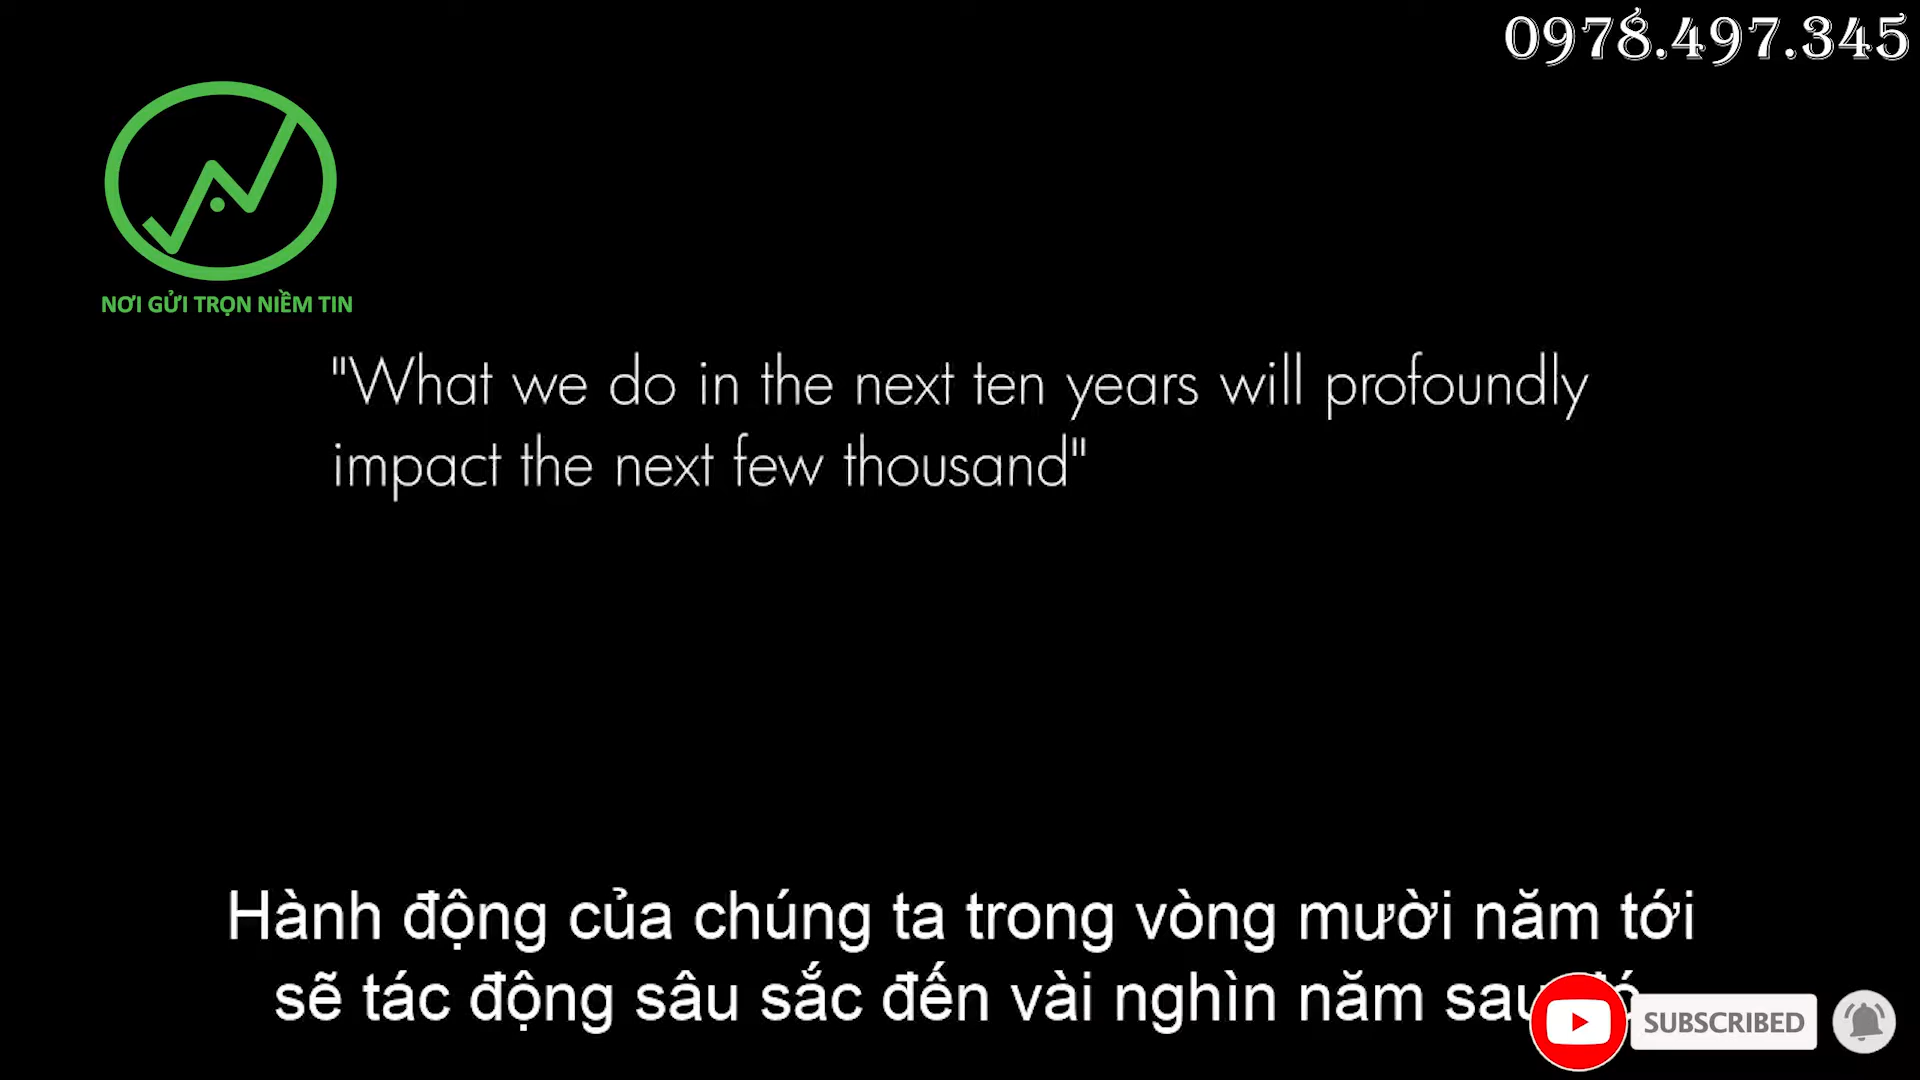 0978.497.345
NƠI GỬI TRỌN NIỀM TIN
"What we do in the next ten years will profoundly
impact the next few thousand"
Hành động của chúng ta trong vòng mười năm tới
sẽ tác động sâu sắc đến vài nghìn năm sau
SUBSCRIBED